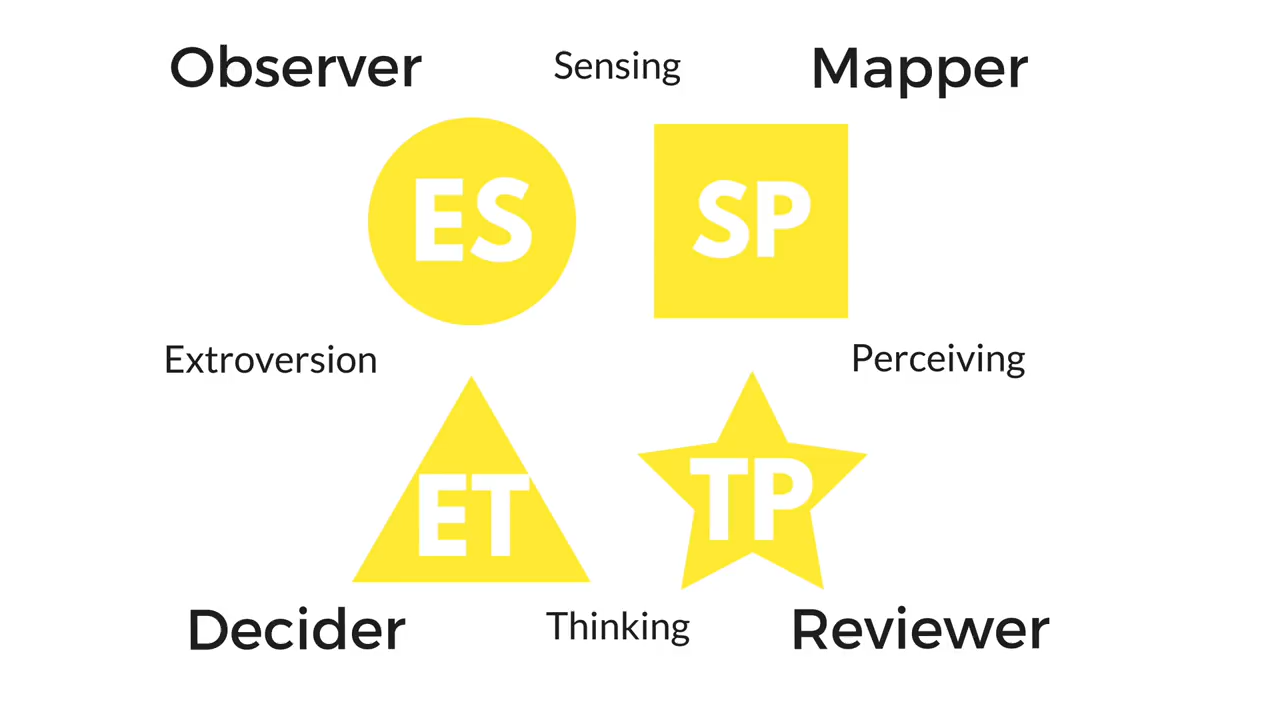 Observer
Sensing
Mapper
ES
SP
Extroversion
Perceiving
ET
TP
Decider
Thinking
Reviewer